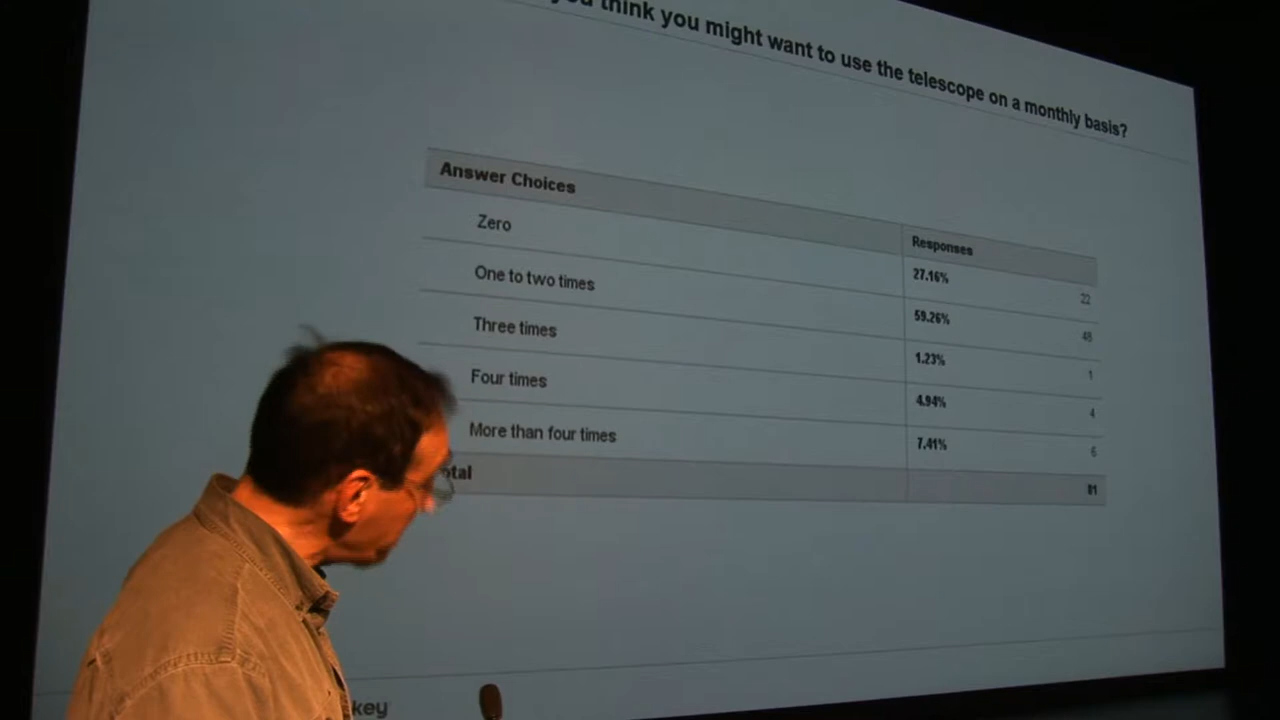 you think you might want to use the telescope on a monthly basis?
Answer Choices Responses
Zero 27.16% 22
One to two times 59.26% 48
Three times 1.23% 1
Four times 4.94% 4
More than four times 7.41% 6
otal 81
key